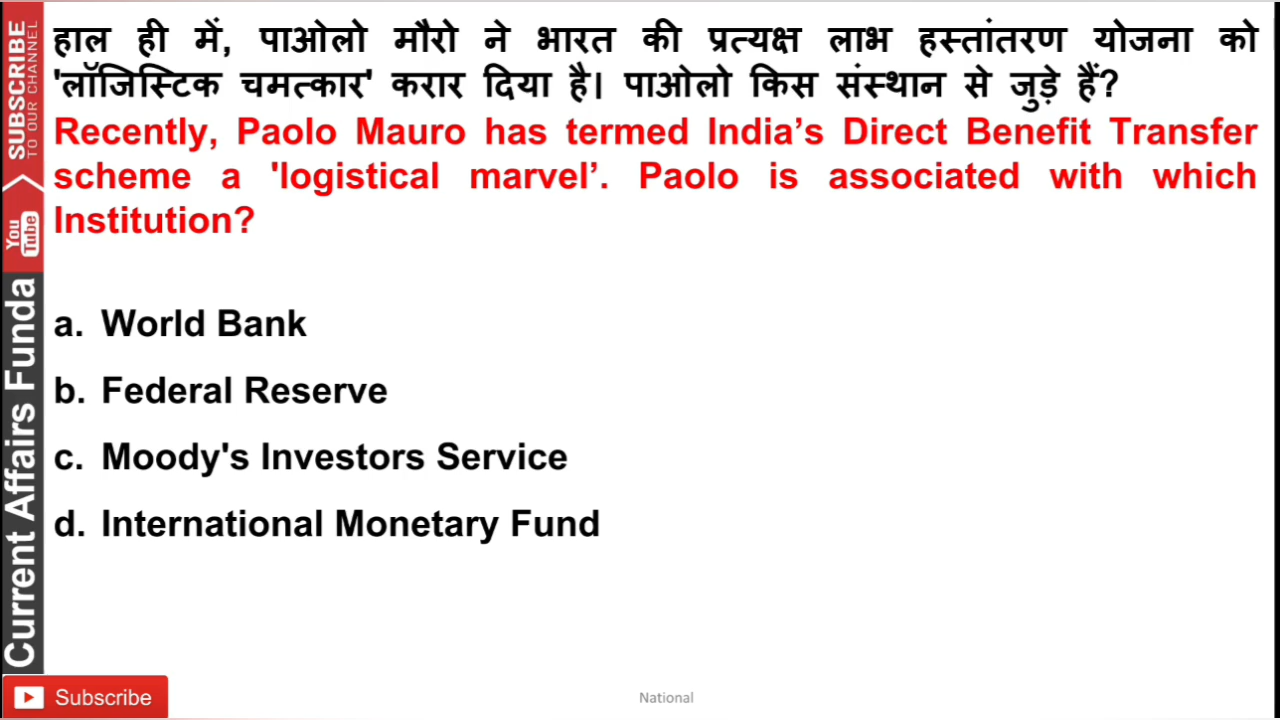 हाल ही में, पाओलो मौरो ने भारत की प्रत्यक्ष लाभ हस्तांतरण योजना को
'लॉजिस्टिक चमत्कार' करार दिया है। पाओलो किस संस्थान से जुड़े हैं?
Recently, Paolo Mauro has termed India’s Direct Benefit Transfer
scheme a 'logistical marvel’. Paolo is associated with which
Institution?
a. World Bank
b. Federal Reserve
c. Moody's Investors Service
d. International Monetary Fund
SUBSCRIBE
TO OUR CHANNEL
You
Tube
Current Affairs Funda
Subscribe
National